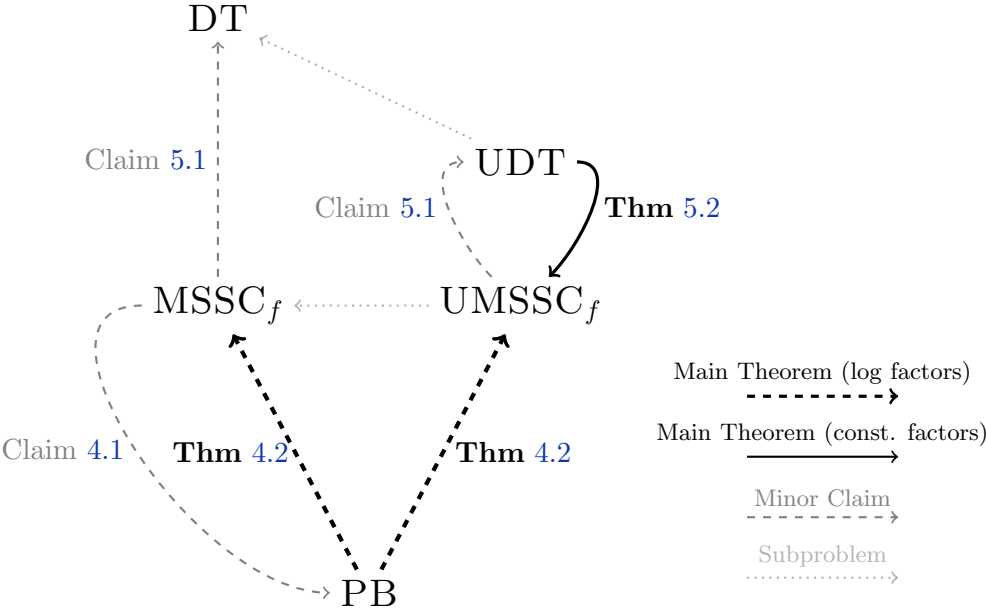 DT
UDT
Claim 5.1
Claim 5.1
Thm 5.2
MSSC_f
UMSSC_f
Main Theorem (log factors)
Main Theorem (const. factors)
Claim 4.1
Thm 4.2
Thm 4.2
Minor Claim
Subproblem
PB